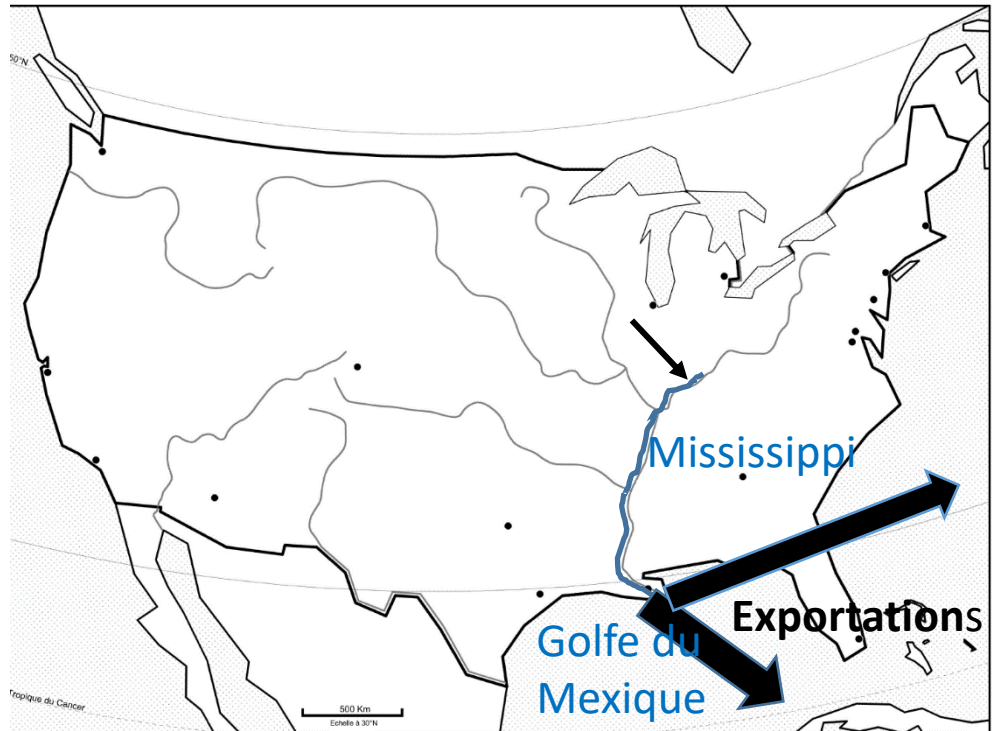 50°N
Mississippi
Exportations
Golfe du
Mexique
Tropique du Cancer
500 Km
Echelle à 30°N